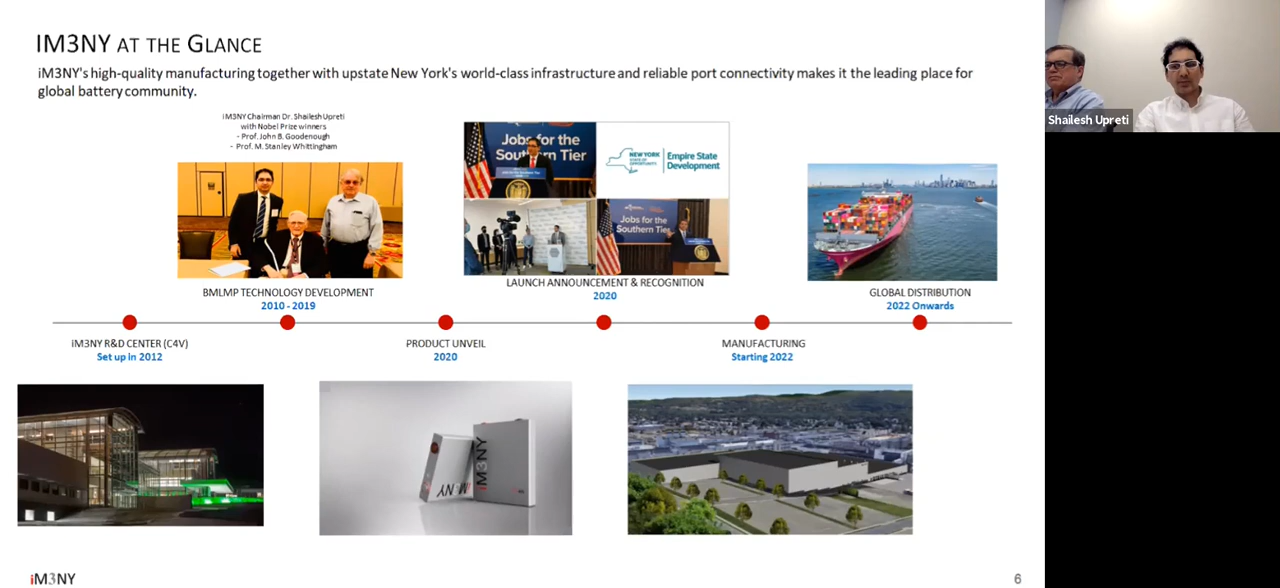 IM3NY AT THE GLANCE
iM3NY's high-quality manufacturing together with upstate New York's world-class infrastructure and reliable port connectivity makes it the leading place for
global battery community.
iM3NY Chairman Dr. Shailesh Upreti
with Nobel Prize winners
- Prof. John B. Goodenough
- Prof. M. Stanley Whittingham
Jobs for the
Southern Tier
NEW YORK
STATE OF
OPPORTUNITY
Empire State
Development
Jobs for the
Southern Tier
BMLMP TECHNOLOGY DEVELOPMENT
2010 - 2019
LAUNCH ANNOUNCEMENT & RECOGNITION
2020
GLOBAL DISTRIBUTION
2022 Onwards
iM3NY R&D CENTER (C4V)
Set up in 2012
PRODUCT UNVEIL
2020
MANUFACTURING
Starting 2022
iM3NY
iM3NY
iM3NY
6
Shailesh Upreti